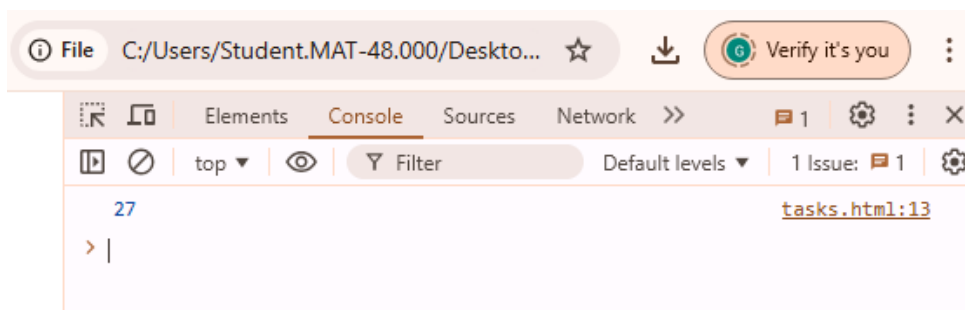 File C:/Users/Student.MAT-48.000/Deskto... G Verify it's you
Elements Console Sources Network 1
top Filter Default levels 1 Issue: 1
27 tasks.html:13